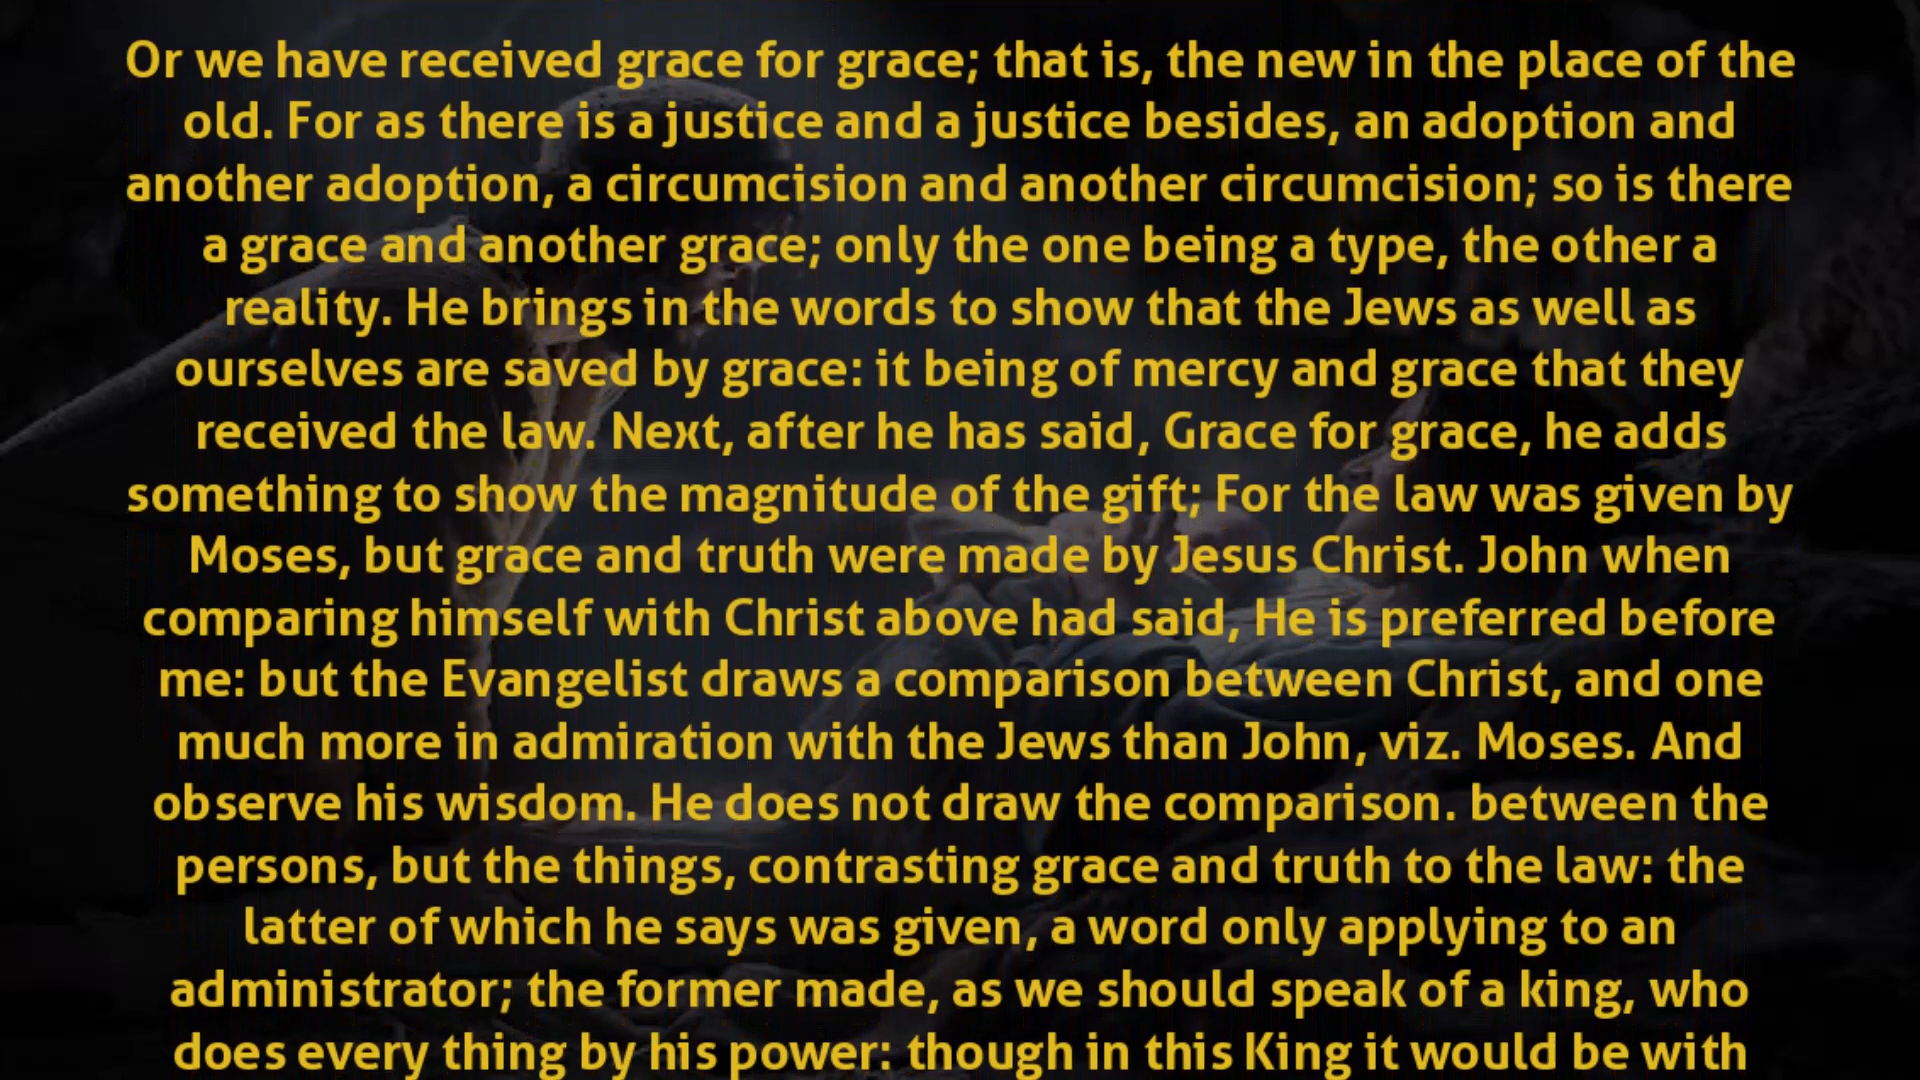 Or we have received grace for grace; that is, the new in the place of the
old. For as there is a justice and a justice besides, an adoption and
another adoption, a circumcision and another circumcision; so is there
a grace and another grace; only the one being a type, the other a
reality. He brings in the words to show that the Jews as well as
ourselves are saved by grace: it being of mercy and grace that they
received the law. Next, after he has said, Grace for grace, he adds
something to show the magnitude of the gift; For the law was given by
Moses, but grace and truth were made by Jesus Christ. John when
comparing himself with Christ above had said, He is preferred before
me: but the Evangelist draws a comparison between Christ, and one
much more in admiration with the Jews than John, viz. Moses. And
observe his wisdom. He does not draw the comparison. between the
persons, but the things, contrasting grace and truth to the law: the
latter of which he says was given, a word only applying to an
administrator; the former made, as we should speak of a king, who
does every thing by his power: though in this King it would be with